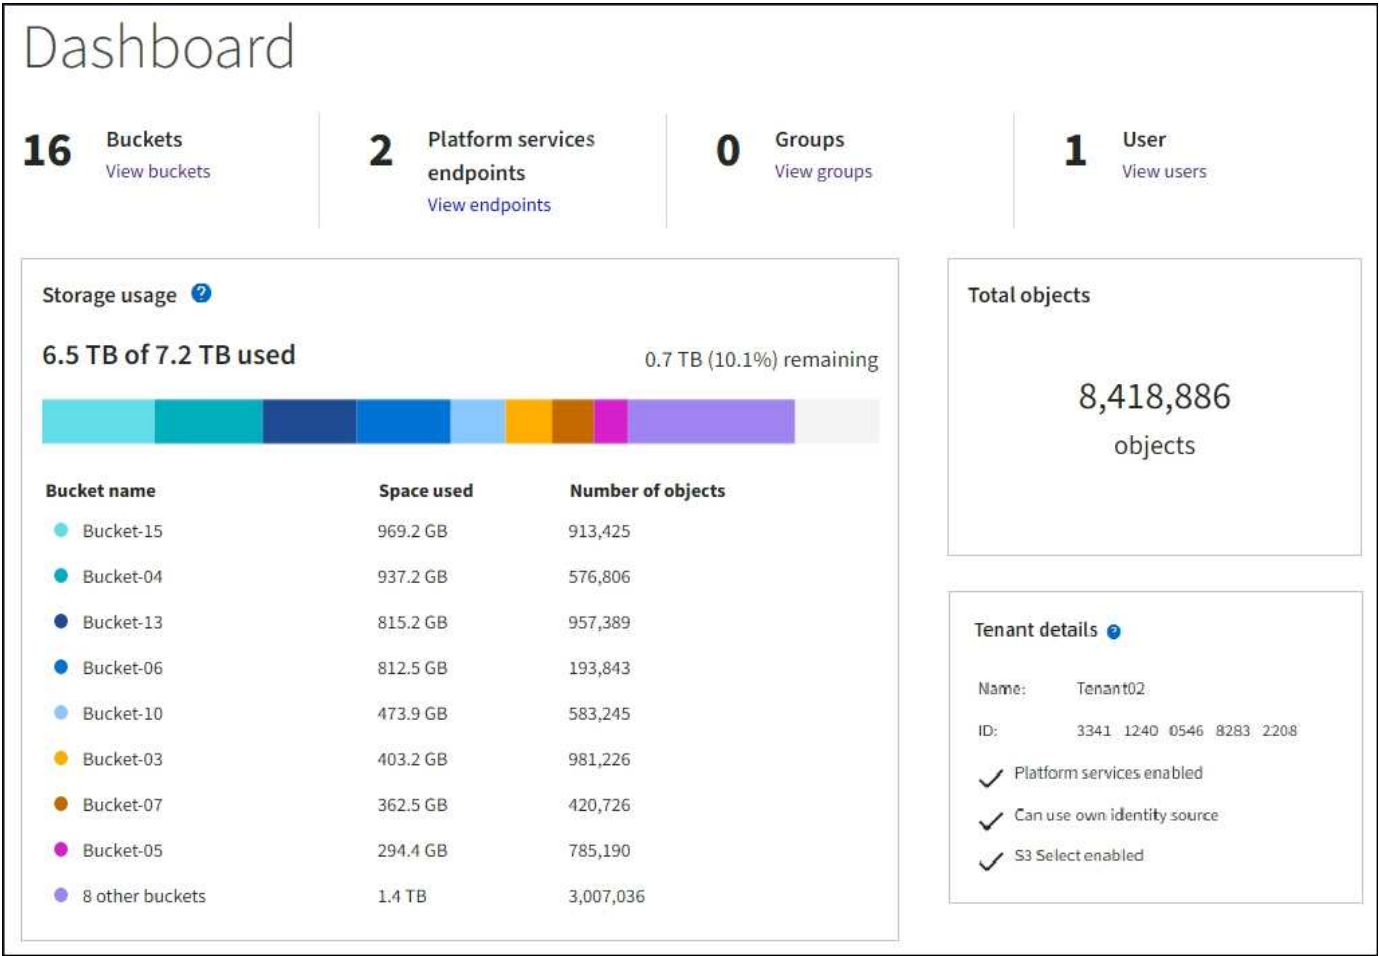 Dashboard
16 Buckets
View buckets
2 Platform services
endpoints
View endpoints
0 Groups
View groups
1 User
View users
Storage usage ?
6.5 TB of 7.2 TB used
0.7 TB (10.1%) remaining
Bucket name Space used Number of objects
Bucket-15 969.2 GB 913,425
Bucket-04 937.2 GB 576,806
Bucket-13 815.2 GB 957,389
Bucket-06 812.5 GB 193,843
Bucket-10 473.9 GB 583,245
Bucket-03 403.2 GB 981,226
Bucket-07 362.5 GB 420,726
Bucket-05 294.4 GB 785,190
8 other buckets 1.4 TB 3,007,036
Total objects
8,418,886
objects
Tenant details ?
Name: Tenant02
ID: 3341 1240 0546 8283 2208
Platform services enabled
Can use own identity source
S3 Select enabled